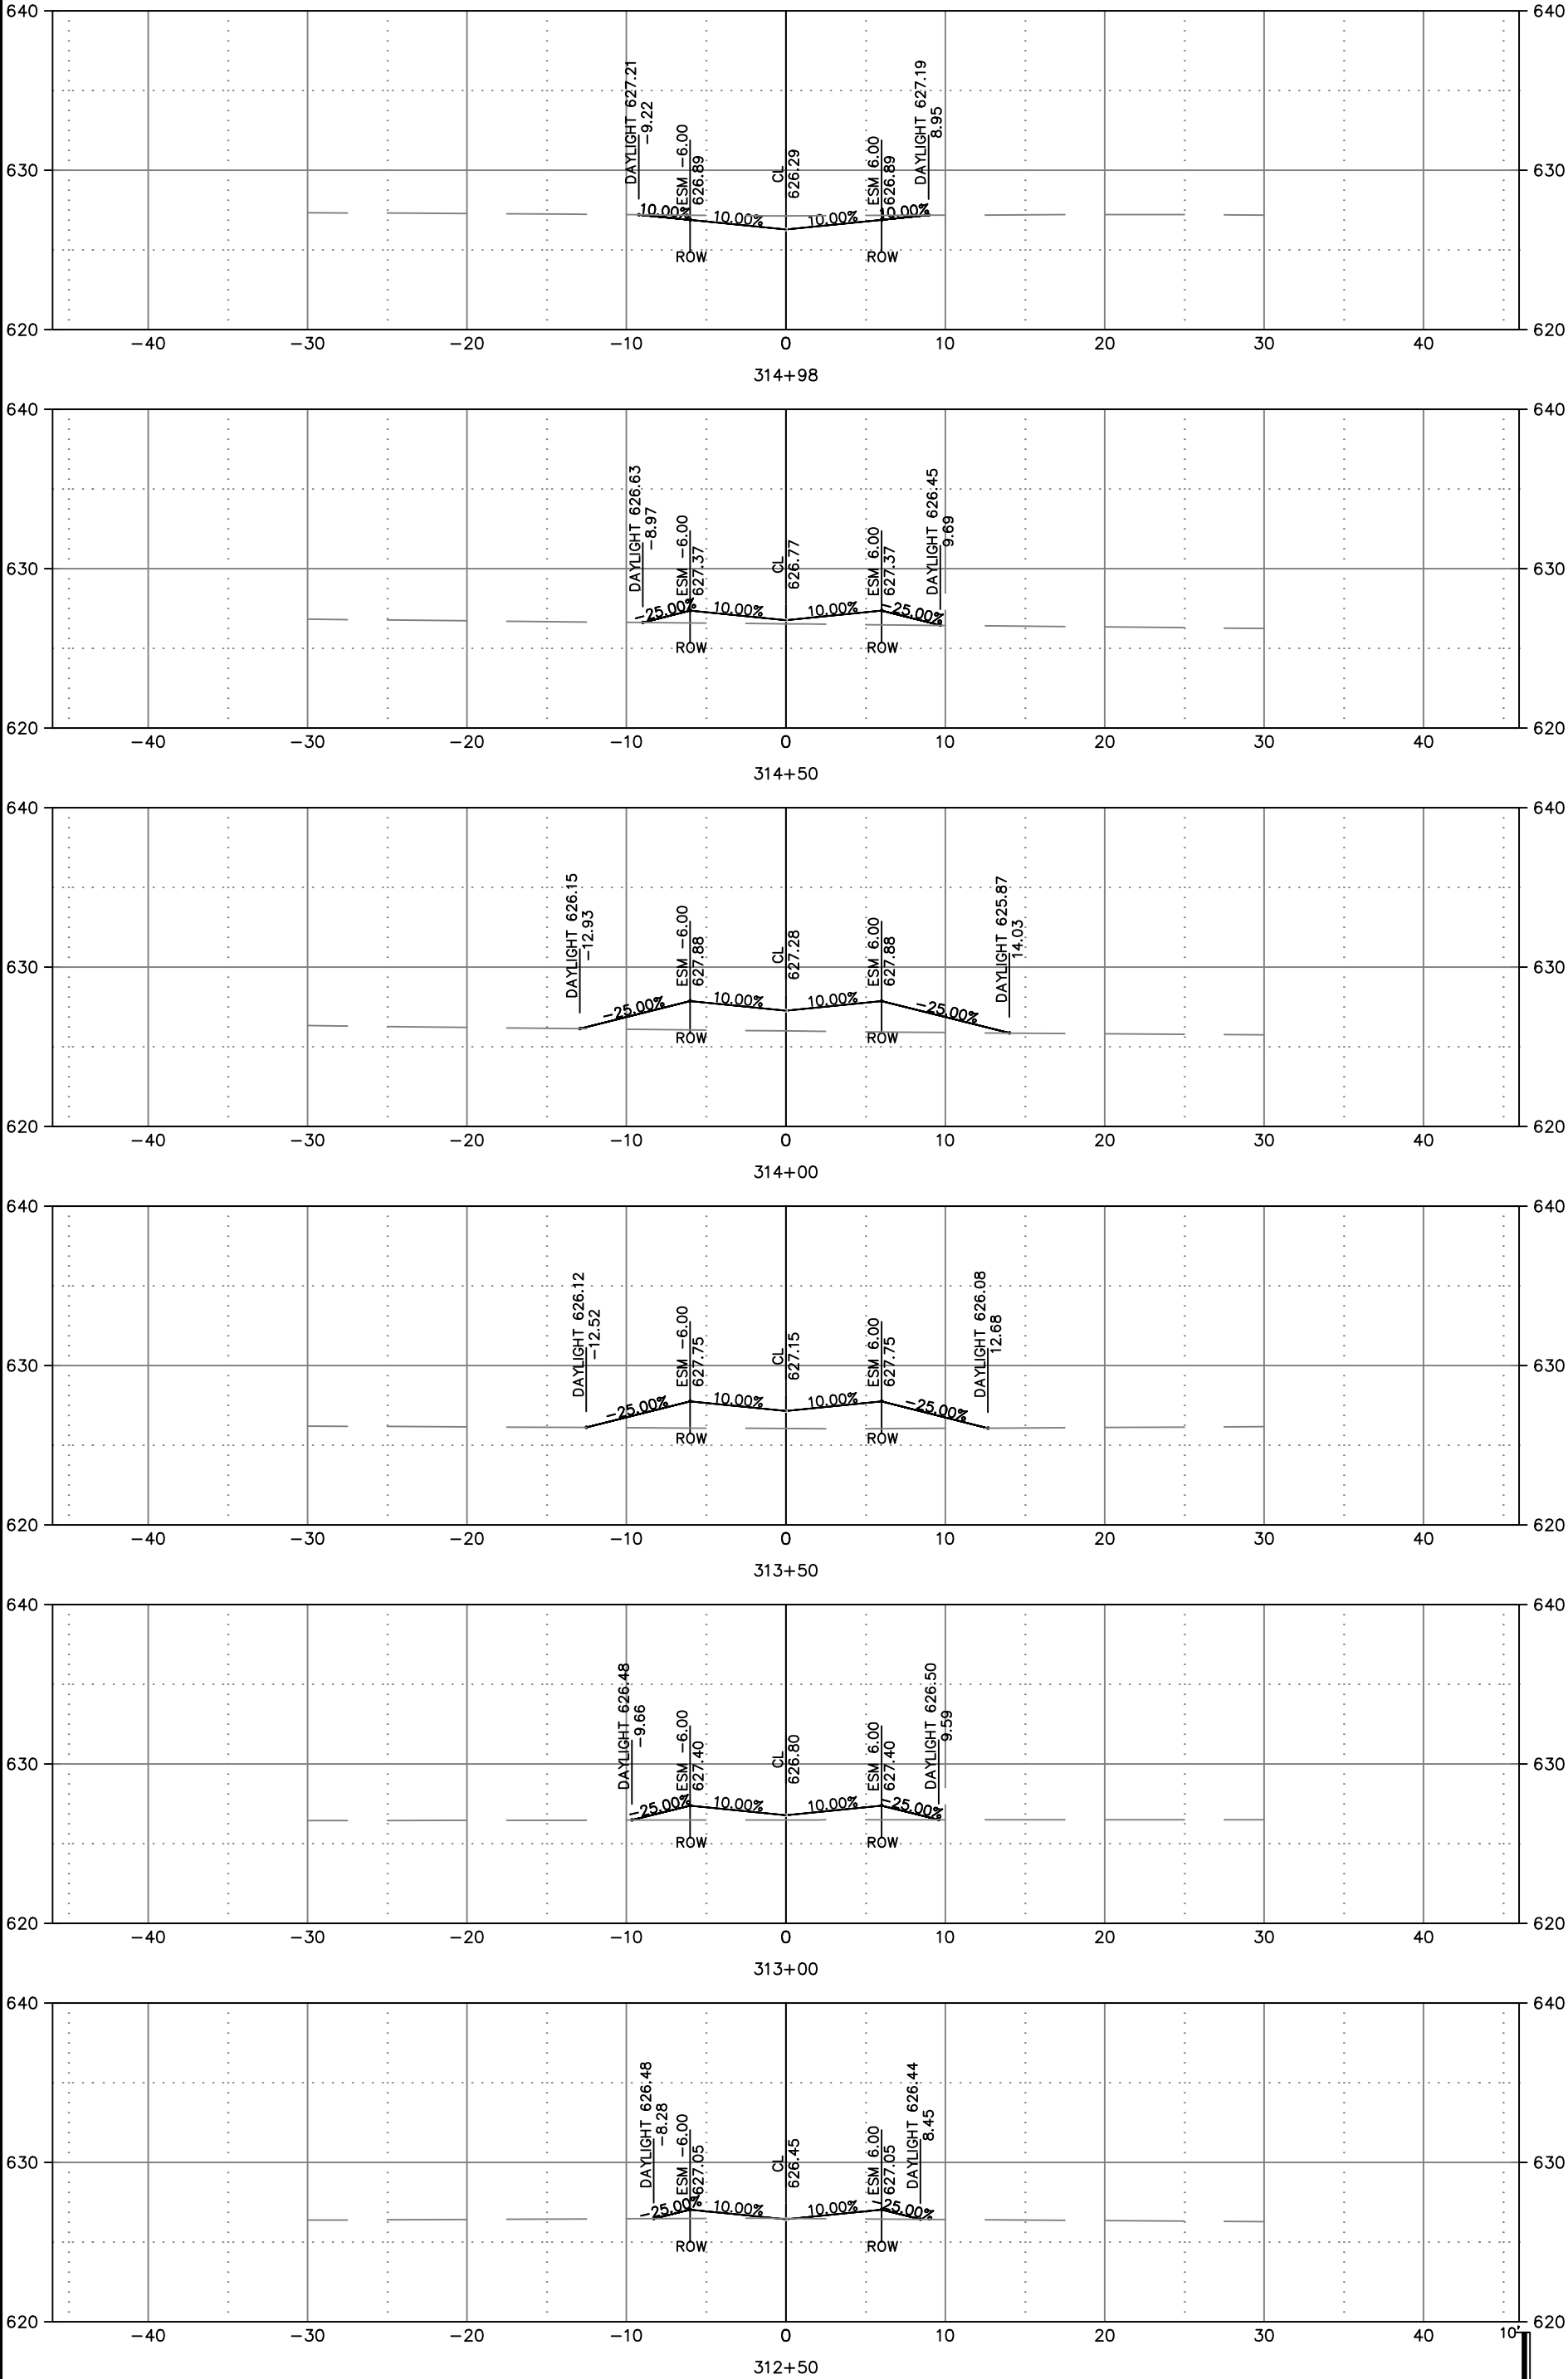 640 640
DAYLIGHT 627.21
-9.22
ESM -6.00
626.89
CL
626.29
ESM 6.00
626.89
DAYLIGHT 627.19
8.95
630 630
10.00% 10.00% 10.00% 10.00%
ROW ROW
620 620
-40 -30 -20 -10 0 10 20 30 40
314+98
640 640
DAYLIGHT 626.63
-8.97
ESM -6.00
627.37
CL
626.77
ESM 6.00
627.37
DAYLIGHT 626.45
9.69
630 630
-25.00% 10.00% 10.00% -25.00%
ROW ROW
620 620
-40 -30 -20 -10 0 10 20 30 40
314+50
640 640
DAYLIGHT 626.15
-12.93
ESM -6.00
627.88
CL
627.28
ESM 6.00
627.88
DAYLIGHT 625.87
14.03
630 630
-25.00% 10.00% 10.00% -25.00%
ROW ROW
620 620
-40 -30 -20 -10 0 10 20 30 40
314+00
640 640
DAYLIGHT 626.12
-12.52
ESM -6.00
627.75
CL
627.15
ESM 6.00
627.75
DAYLIGHT 626.08
12.68
630 630
-25.00% 10.00% 10.00% -25.00%
ROW ROW
620 620
-40 -30 -20 -10 0 10 20 30 40
313+50
640 640
DAYLIGHT 626.48
-9.66
ESM -6.00
627.40
CL
626.80
ESM 6.00
627.40
DAYLIGHT 626.50
9.59
630 630
-25.00% 10.00% 10.00% -25.00%
ROW ROW
620 620
-40 -30 -20 -10 0 10 20 30 40
313+00
640 640
DAYLIGHT 626.48
-8.28
ESM -6.00
627.05
CL
626.45
ESM 6.00
627.05
DAYLIGHT 626.44
8.45
630 630
-25.00% 10.00% 10.00% -25.00%
ROW ROW
620 620
-40 -30 -20 -10 0 10 20 30 40 10'
312+50